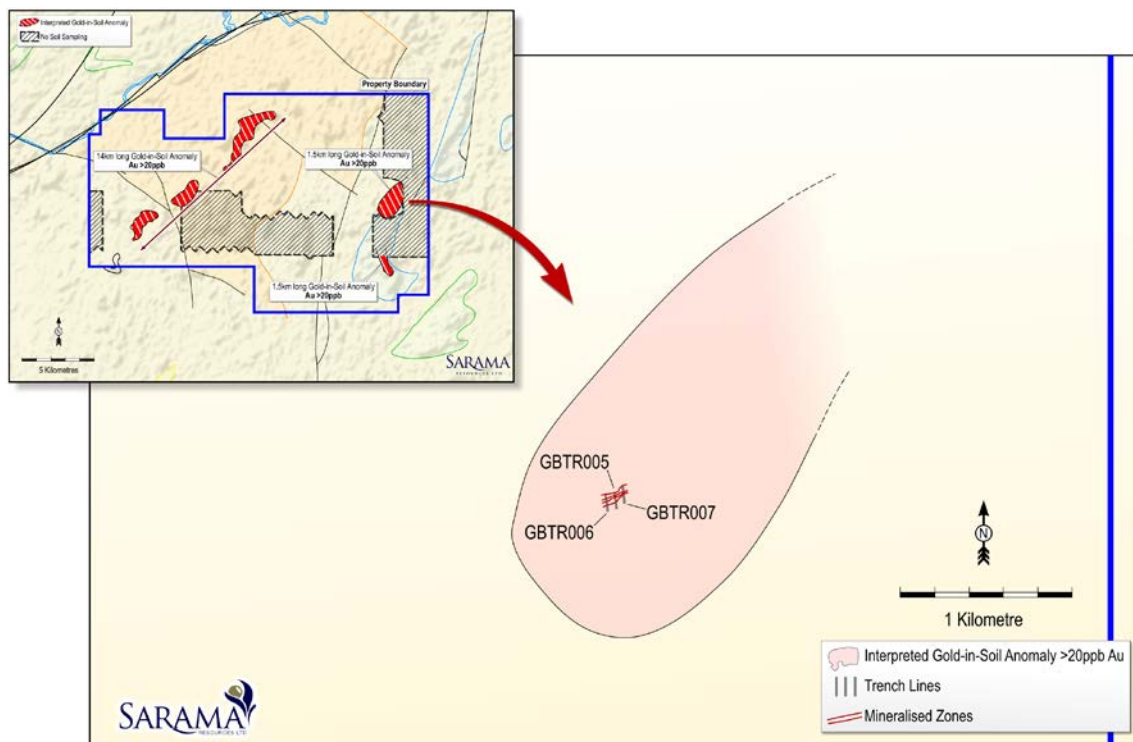 Interpreted Gold-in-Soil Anomaly
No Soil Sampling
Property Boundary
14km long Gold-in-Soil Anomaly
Au >20ppb
1.5km long Gold-in-Soil Anomaly
Au >20ppb
1.5km long Gold-in-Soil Anomaly
Au >20ppb
N
5 Kilometres
SARAMA
RESOURCES LTD
GBTR005
GBTR007
GBTR006
N
1 Kilometre
Interpreted Gold-in-Soil Anomaly >20ppb Au
Trench Lines
Mineralised Zones
SARAMA
RESOURCES LTD